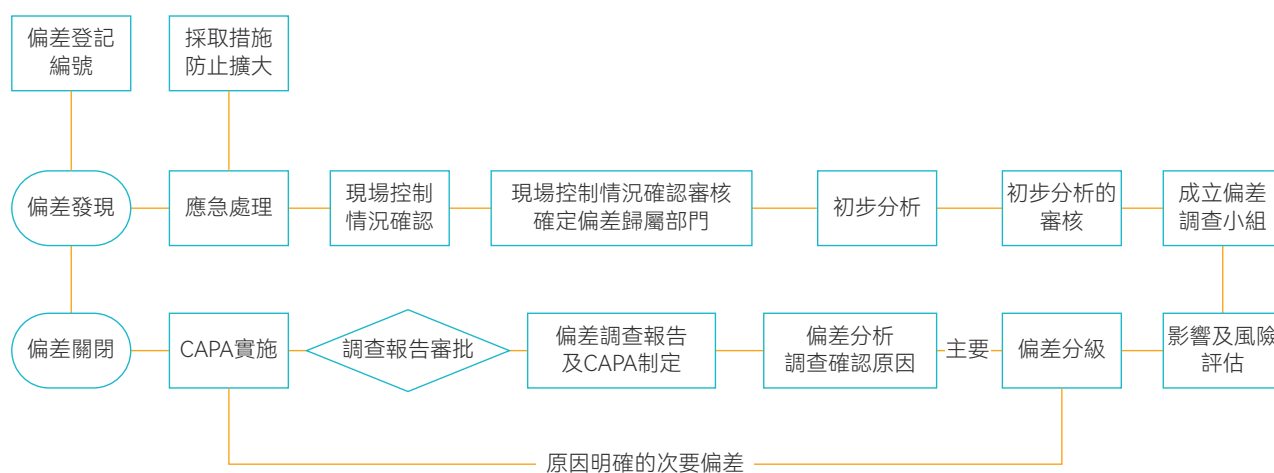 偏差登記
編號
採取措施
防止擴大
偏差發現
應急處理
現場控制
情況確認
現場控制情況確認審核
確定偏差歸屬部門
初步分析
初步分析的
審核
成立偏差
調查小組
偏差關閉
CAPA實施
調查報告審批
偏差調查報告
及CAPA制定
偏差分析
調查確認原因
主要
偏差分級
影響及風險
評估
原因明確的次要偏差